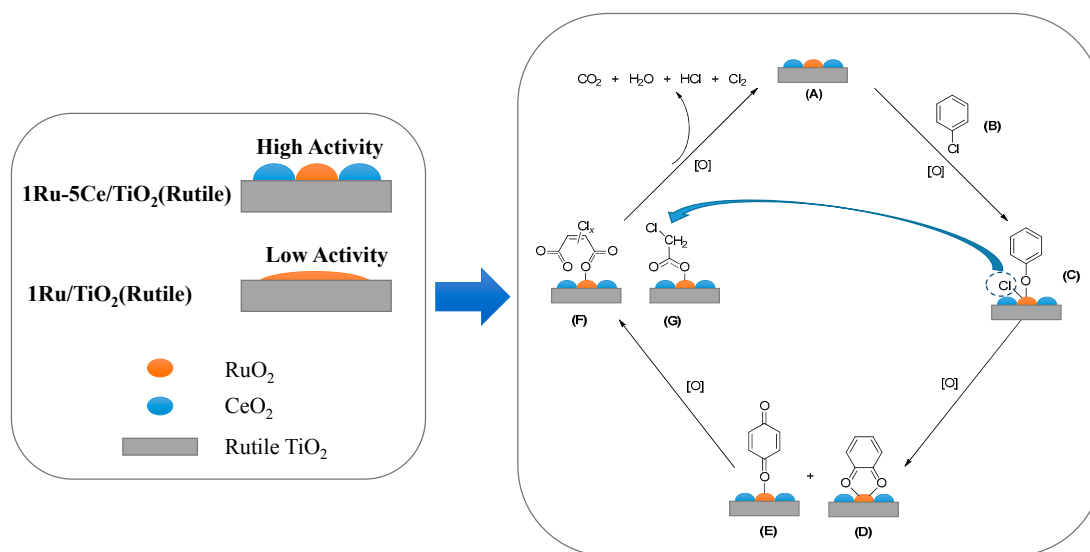 High Activity
1Ru-5Ce/TiO₂(Rutile)
Low Activity
1Ru/TiO₂(Rutile)
RuO₂
CeO₂
Rutile TiO₂
CO₂ + H₂O + HCl + Cl₂
(A)
(B)
Cl
[O]
[O]
Clₓ
O O
O O
(F)
Cl
CH₂
O O
(G)
O
Cl
(C)
[O]
[O]
O
O
(E)
+
O O
(D)